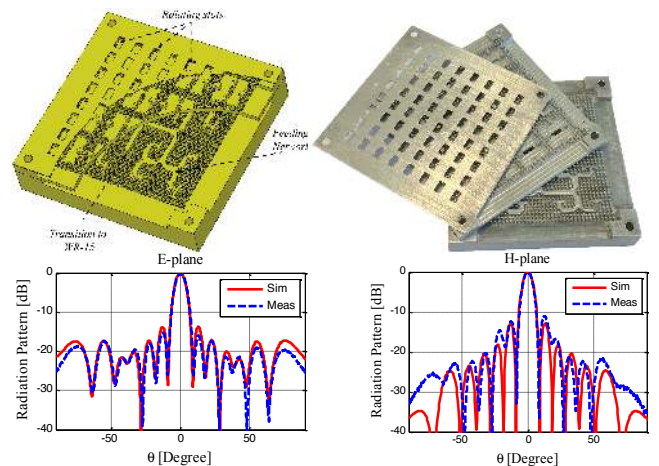 Radiating slots
Feeding
Network
Transition to
WR-15
E-plane
Radiation Pattern [dB]
0
-10
-20
-30
-40
Sim
Meas
-50
0
50
θ [Degree]
H-plane
Radiation Pattern [dB]
0
-10
-20
-30
-40
Sim
Meas
-50
0
50
θ [Degree]